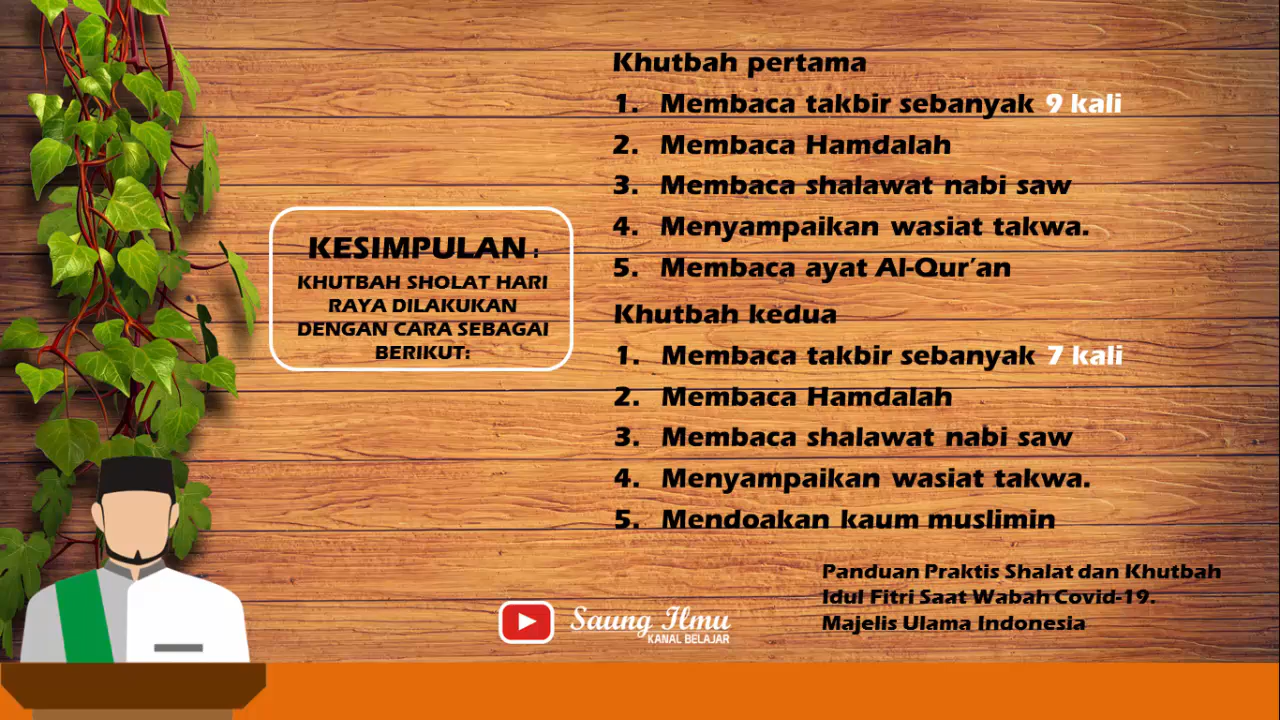 KESIMPULAN :
KHUTBAH SHOLAT HARI
RAYA DILAKUKAN
DENGAN CARA SEBAGAI
BERIKUT:
Khutbah pertama
1. Membaca takbir sebanyak 9 kali
2. Membaca Hamdalah
3. Membaca shalawat nabi saw
4. Menyampaikan wasiat takwa.
5. Membaca ayat Al-Qur’an
Khutbah kedua
1. Membaca takbir sebanyak 7 kali
2. Membaca Hamdalah
3. Membaca shalawat nabi saw
4. Menyampaikan wasiat takwa.
5. Mendoakan kaum muslimin
Panduan Praktis Shalat dan Khutbah
Idul Fitri Saat Wabah Covid-19.
Majelis Ulama Indonesia
Saung Ilmu
KANAL BELAJAR